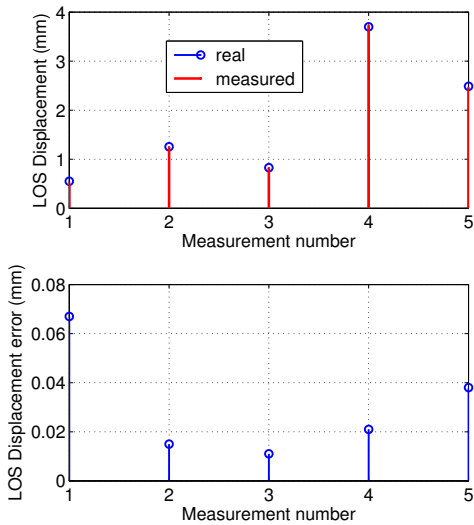 LOS Displacement (mm)
4
3
2
1
0
real
measured
1 2 3 4 5
Measurement number
LOS Displacement error (mm)
0.08
0.06
0.04
0.02
0
1 2 3 4 5
Measurement number